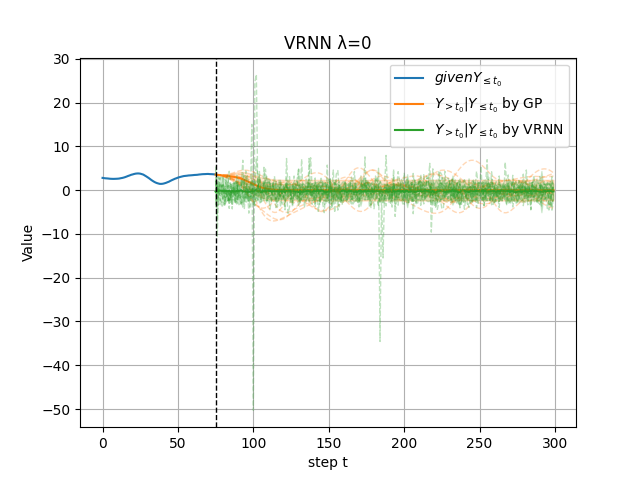 VRNN λ=0
givenY≤t₀
Y>t₀|Y≤t₀ by GP
Y>t₀|Y≤t₀ by VRNN
30
20
10
0
−10
−20
−30
−40
−50
Value
0 50 100 150 200 250 300
step t